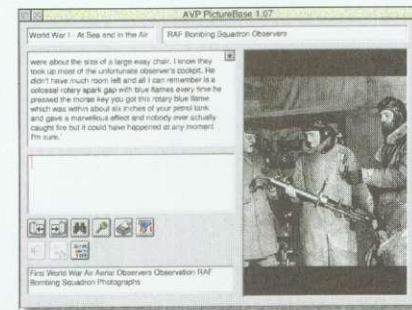 AVP PictureBase 1.07
World War I - At Sea and in the Air
RAF Bombing Squadron Observers
were about the size of a large easy chair. I know they
took up most of the unfortunate observer's cockpit. He
didn't have much room left and all I can remember is a
colossal rotary spark gap with blue flames every time he
pressed the morse key you got this rotary blue flame
which was within about six inches of your petrol tank
and gave a marvellous effect and nobody ever actually
caught fire but it could have happened at any moment
I'm sure.'
First World War Air Aerial Observers Observation RAF
Bombing Squadron Photographs